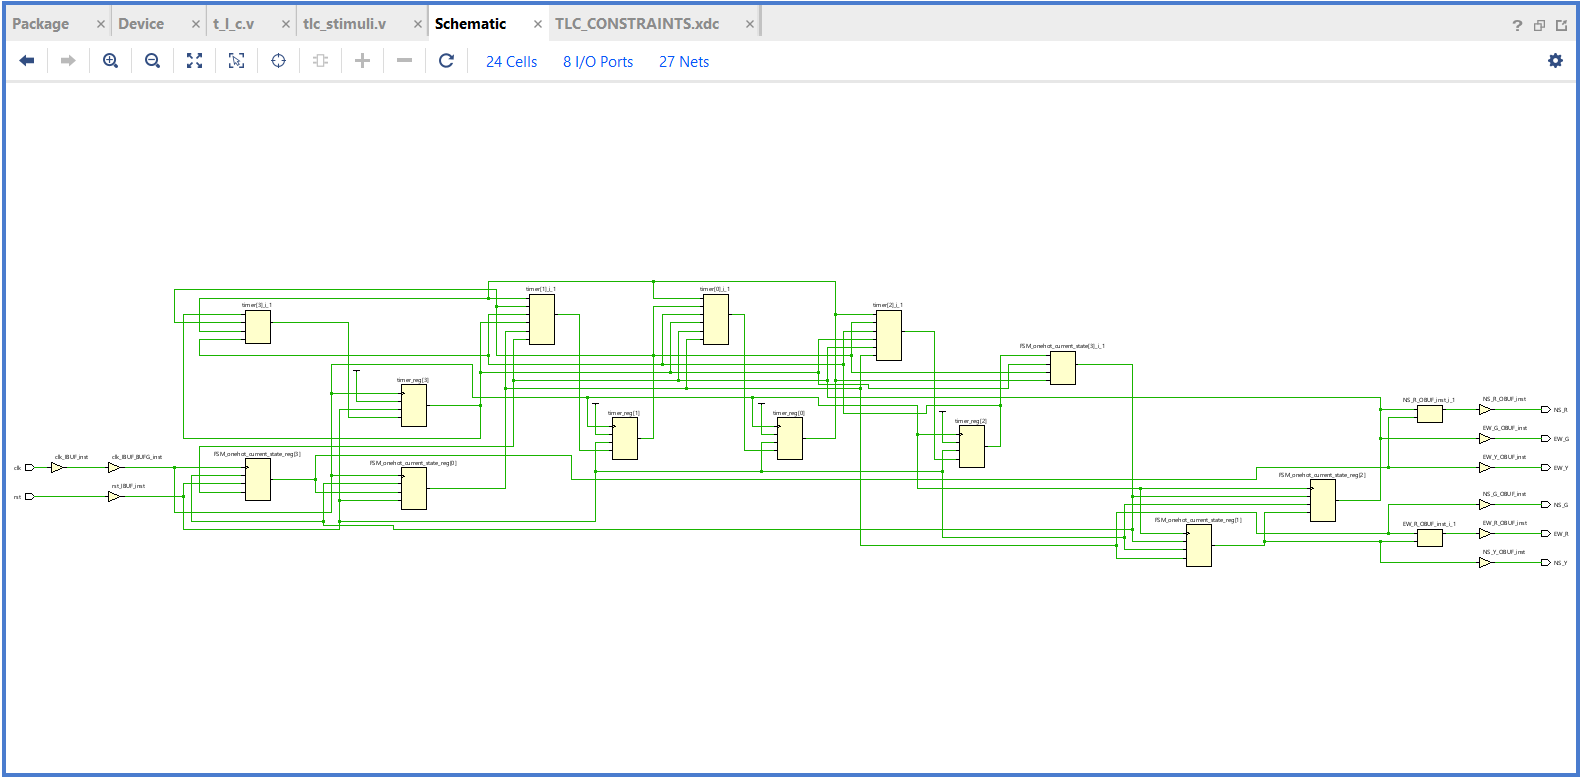 Package × Device × t_l_c.v × tlc_stimuli.v × Schematic × TLC_CONSTRAINTS.xdc × ?
24 Cells 8 I/O Ports 27 Nets
timer[1]_i_1 timer[0]_i_1
timer[3]_i_1 timer[2]_i_1
FSM_onehot_current_state[3]_i_1
timer_reg[3]
NS_R_OBUF_inst_i_1 NS_R_OBUF_inst
NS_R
timer_reg[1] timer_reg[0]
timer_reg[2]
EW_G_OBUF_inst
EW_G
clk_IBUF_inst clk_IBUF_BUFG_inst FSM_onehot_current_state_reg[3] EW_Y_OBUF_inst
FSM_onehot_current_state_reg[0]
clk EW_Y
FSM_onehot_current_state_reg[2]
rst_IBUF_inst
rst
NS_G_OBUF_inst
NS_G
FSM_onehot_current_state_reg[1] EW_R_OBUF_inst_i_1 EW_R_OBUF_inst
EW_R
NS_Y_OBUF_inst
NS_Y